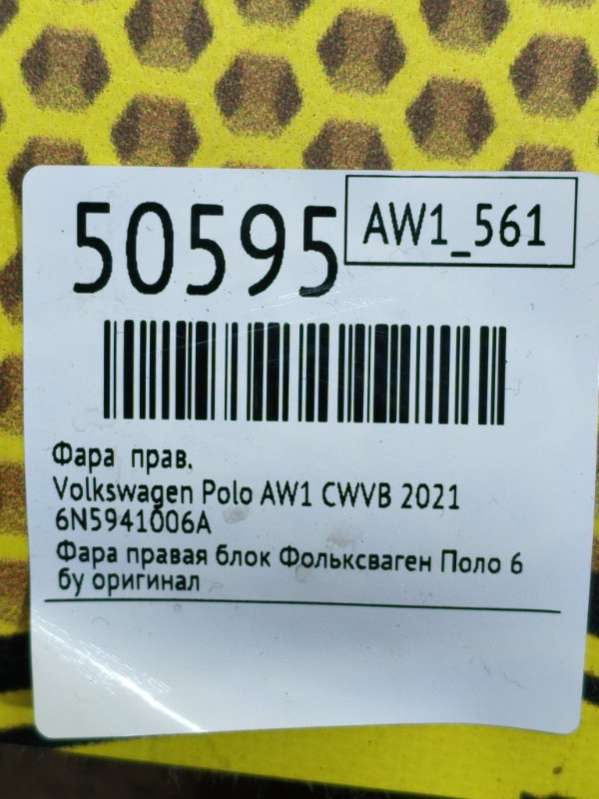 50595
AW1_561
Фара прав.
Volkswagen Polo AW1 CWVB 2021
6N5941006A
Фара правая блок Фольксваген Поло 6
бу оригинал